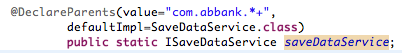 @DeclareParents(value="com.abbank.*+",
defaultImpl=SaveDataService.class)
public static ISaveDataService saveDataService;